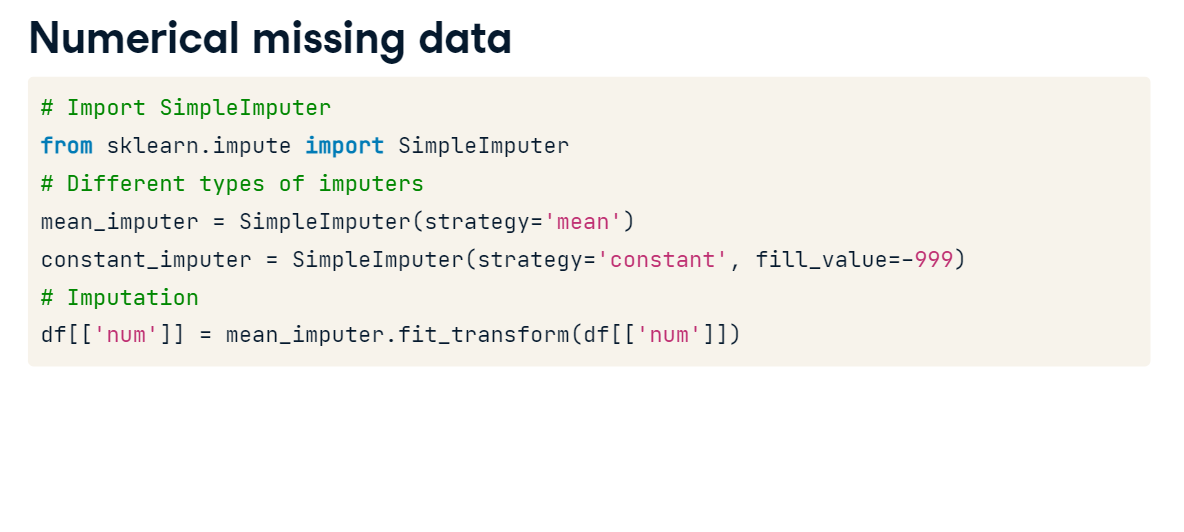 Numerical missing data
# Import SimpleImputer
from sklearn.impute import SimpleImputer
# Different types of imputers
mean_imputer = SimpleImputer(strategy='mean')
constant_imputer = SimpleImputer(strategy='constant', fill_value=-999)
# Imputation
df[['num']] = mean_imputer.fit_transform(df[['num']])